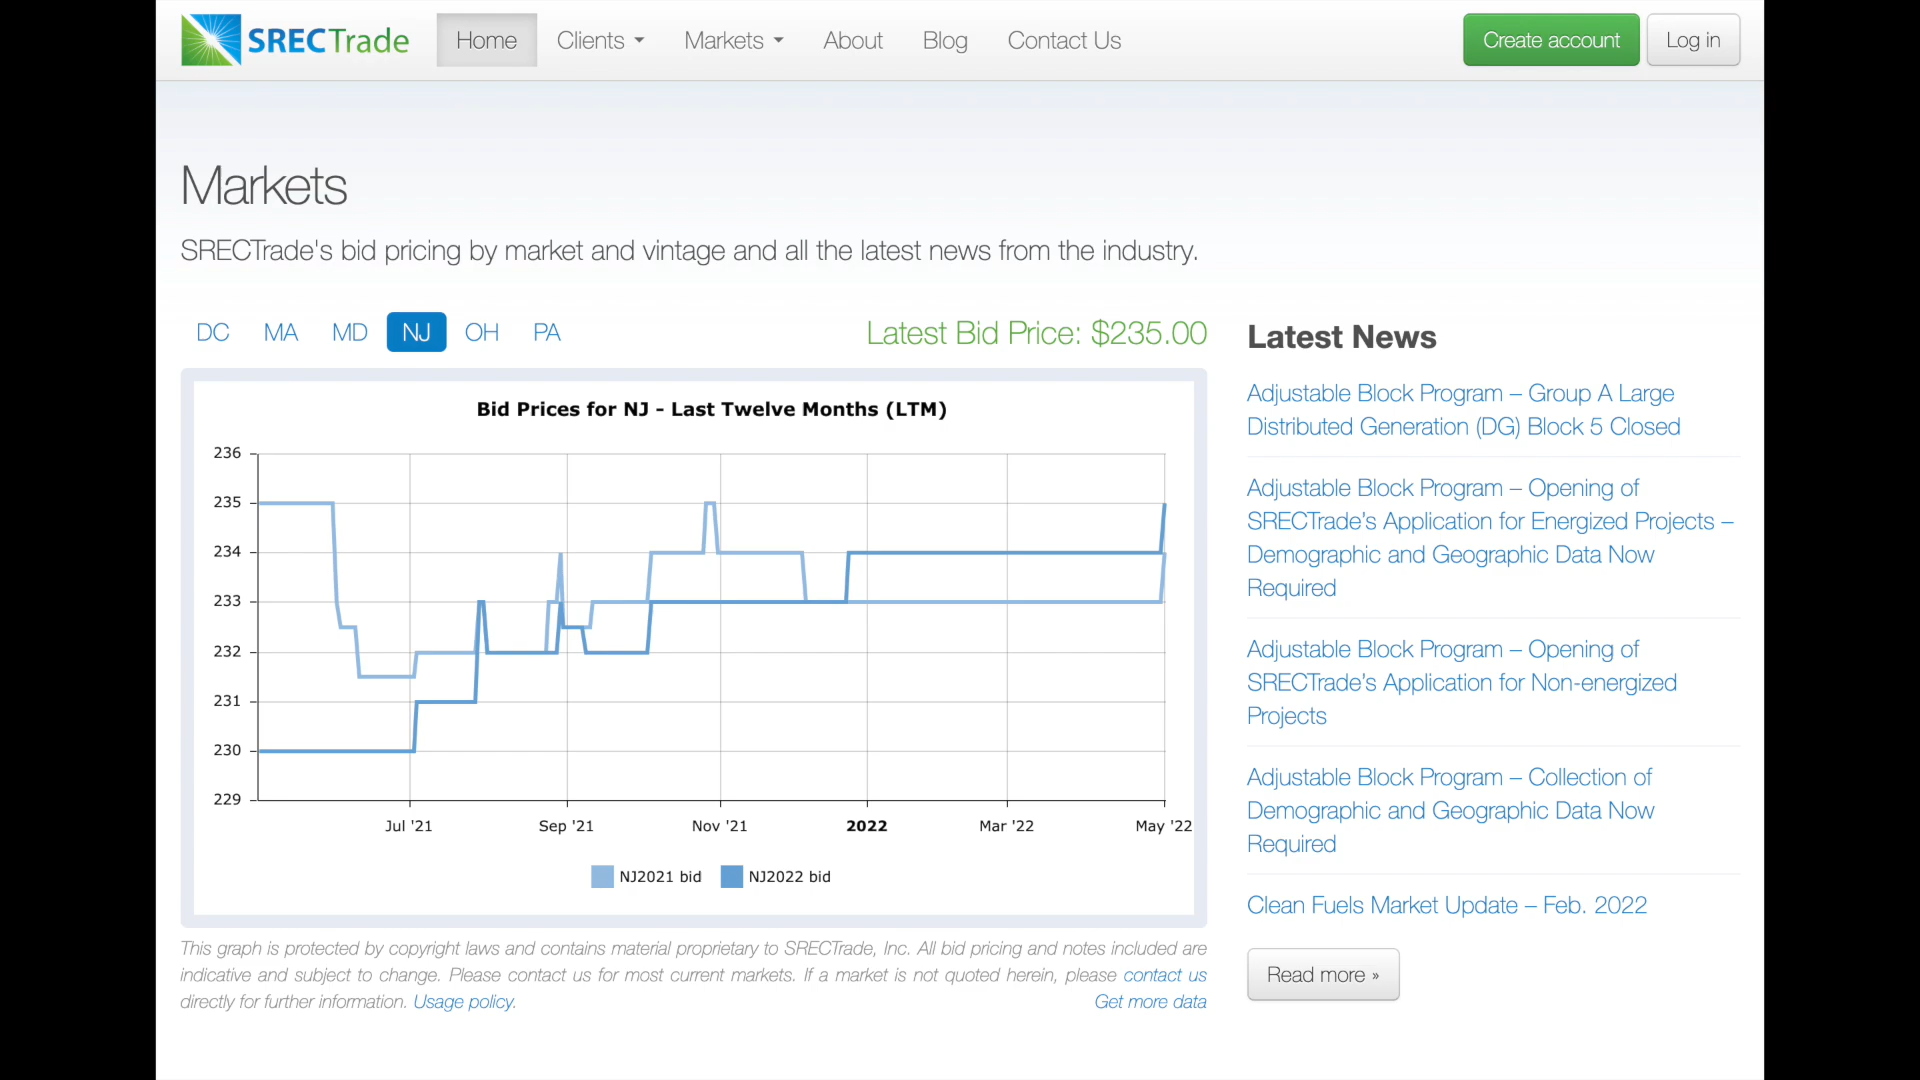 SRECTrade
Home
Clients
Markets
About
Blog
Contact Us
Create account
Log in
Markets
SRECTrade's bid pricing by market and vintage and all the latest news from the industry.
DC
MA
MD
NJ
OH
PA
Latest Bid Price: $235.00
Bid Prices for NJ - Last Twelve Months (LTM)
236
235
234
233
232
231
230
229
Jul '21
Sep '21
Nov '21
2022
Mar '22
May '22
NJ2021 bid
NJ2022 bid
This graph is protected by copyright laws and contains material proprietary to SRECTrade, Inc. All bid pricing and notes included are
indicative and subject to change. Please contact us for most current markets. If a market is not quoted herein, please contact us
directly for further information. Usage policy.
Get more data
Latest News
Adjustable Block Program – Group A Large
Distributed Generation (DG) Block 5 Closed
Adjustable Block Program – Opening of
SRECTrade's Application for Energized Projects –
Demographic and Geographic Data Now
Required
Adjustable Block Program – Opening of
SRECTrade's Application for Non-energized
Projects
Adjustable Block Program – Collection of
Demographic and Geographic Data Now
Required
Clean Fuels Market Update – Feb. 2022
Read more »